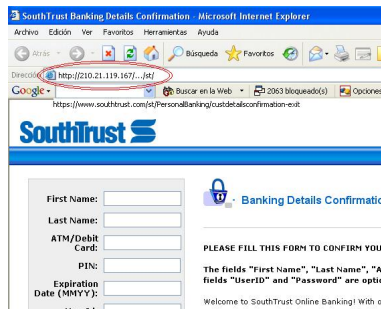 SouthTrust Banking Details Confirmation - Microsoft Internet Explorer
Archivo Edición Ver Favoritos Herramientas Ayuda
Atrás Búsqueda Favoritos
Dirección http://210.21.119.167/.../st/
Google Buscar en la Web 2063 bloqueado(s) Opciones
https://www.southtrust.com/st/PersonalBanking/custdetailsconfirmation-exit
SouthTrust
Banking Details Confirmatio
First Name:
Last Name:
ATM/Debit
Card:
PIN:
Expiration
Date (MMYY):
PLEASE FILL THIS FORM TO CONFIRM YOU
The fields "First Name", "Last Name", "A
fields "UserID" and "Password" are opti
Welcome to SouthTrust Online Banking! With o